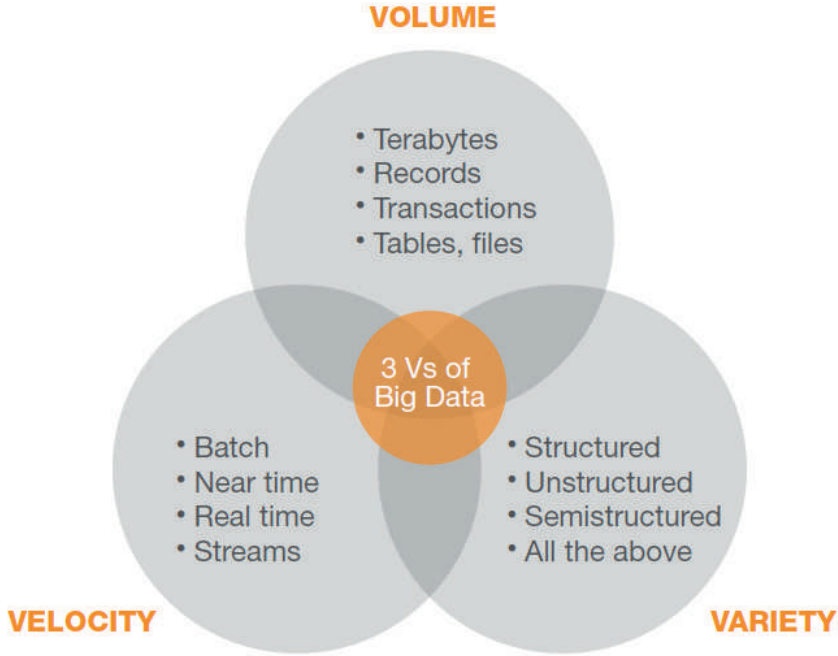 VOLUME
• Terabytes
• Records
• Transactions
• Tables, files
3 Vs of
Big Data
• Batch
• Near time
• Real time
• Streams
• Structured
• Unstructured
• Semistructured
• All the above
VELOCITY
VARIETY